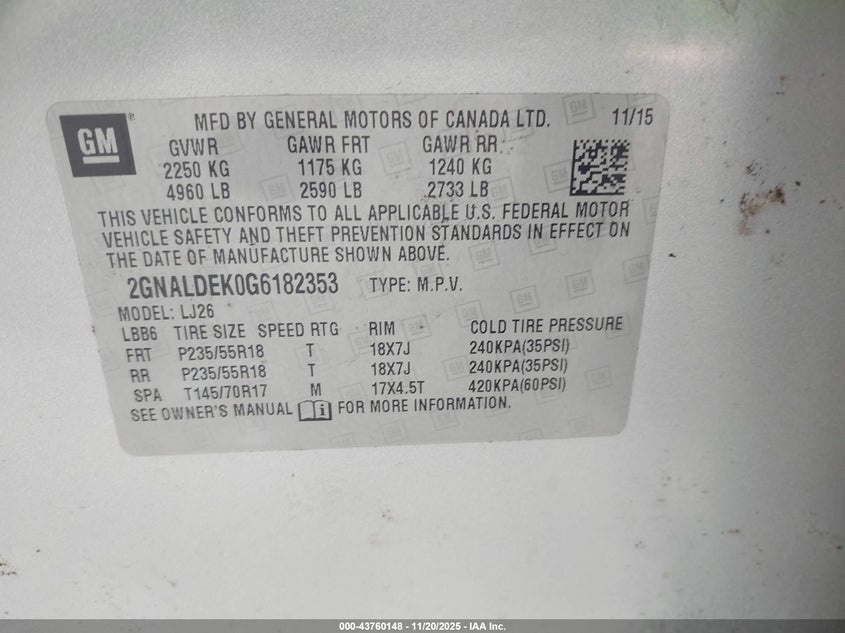 GM ® MFD BY GENERAL MOTORS OF CANADA LTD. 11/15
GVWR GAWR FRT GAWR RR:
2250 KG 1175 KG 1240 KG
4960 LB 2590 LB 2733 LB
THIS VEHICLE CONFORMS TO ALL APPLICABLE U.S. FEDERAL MOTOR
VEHICLE SAFETY AND THEFT PREVENTION STANDARDS IN EFFECT ON
THE DATE OF MANUFACTURE SHOWN ABOVE.
2GNALDEK0G6182353 TYPE: M.P.V.
MODEL: LJ26
LBB6 TIRE SIZE SPEED RTG RIM COLD TIRE PRESSURE
FRT P235/55R18 T 18X7J 240KPA(35PSI)
RR P235/55R18 T 18X7J 240KPA(35PSI)
SPA T145/70R17 M 17X4.5T 420KPA(60PSI)
SEE OWNER'S MANUAL FOR MORE INFORMATION.
000-43760148 - 11/20/2025 - IAA Inc.